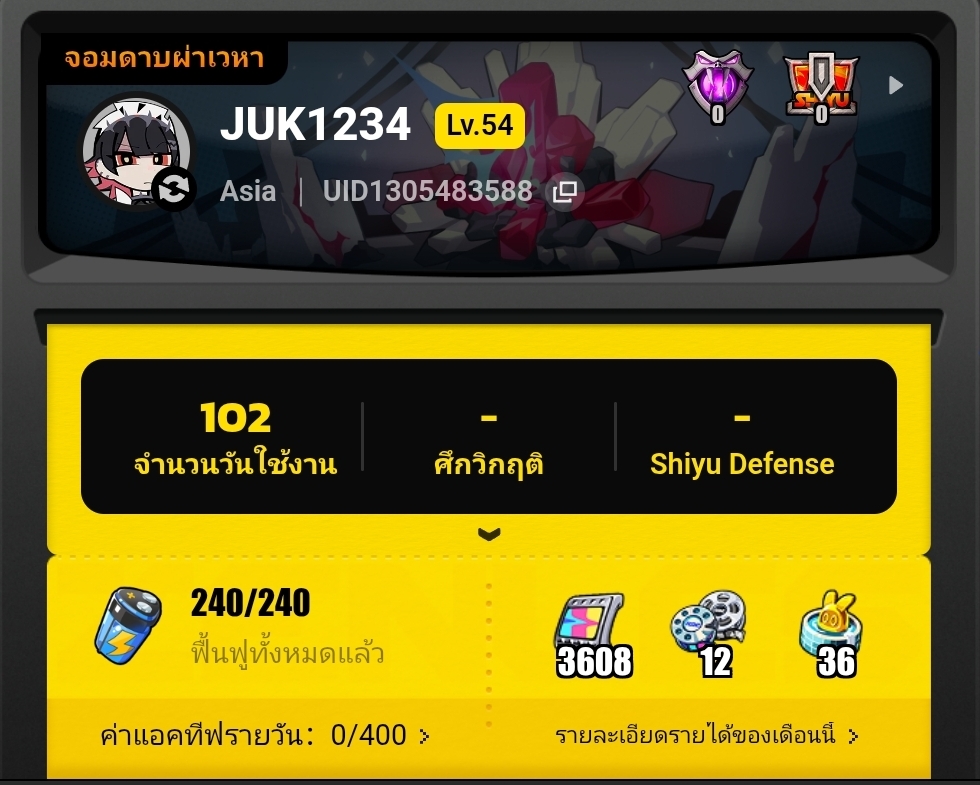 จอมดาบผ่าเวหา
JUK1234 Lv.54
0 0
SHIYU
Asia | UID1305483588
102 - -
จำนวนวันใช้งาน ศึกวิกฤติ Shiyu Defense
240/240
ฟื้นฟูทั้งหมดแล้ว
3608 12 36
ค่าแอคทีฟรายวัน: 0/400 >
รายละเอียดรายได้ของเดือนนี้ >